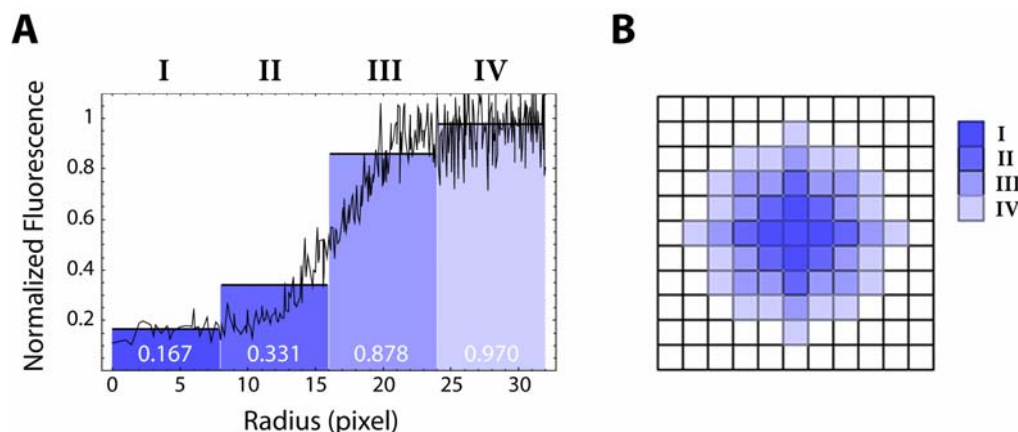 A
I II III IV
Normalized Fluorescence
1
0.8
0.6
0.4
0.2
0.167 0.331 0.878 0.970
0 5 10 15 20 25 30
Radius (pixel)
B
I
II
III
IV